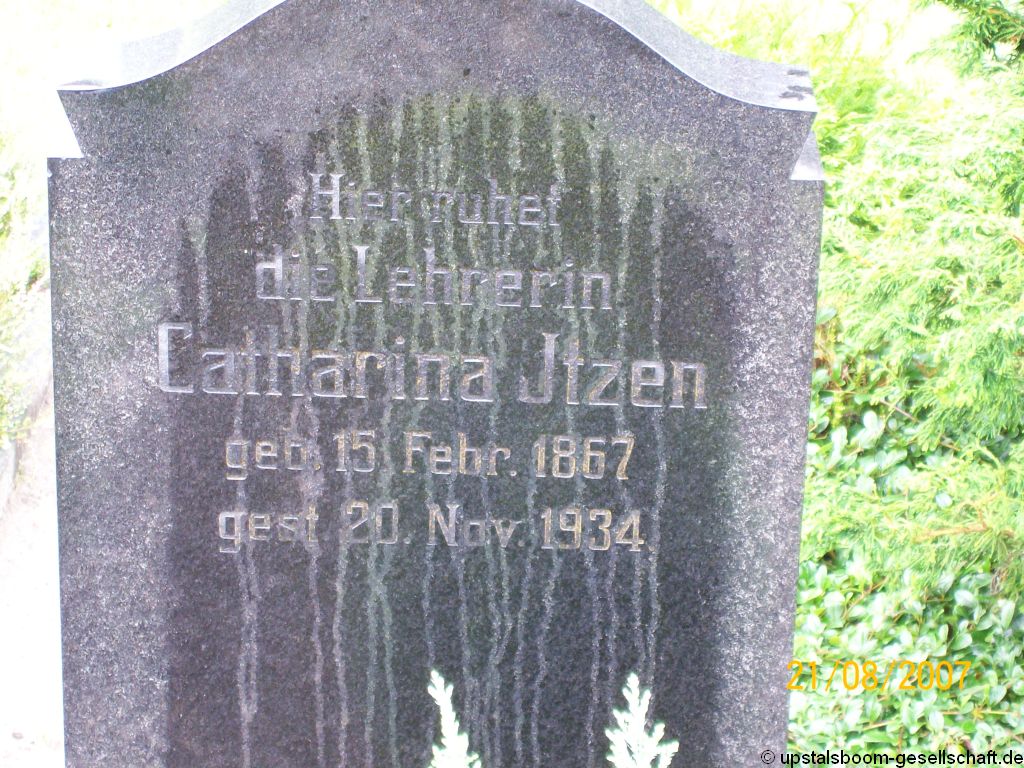 Hier ruhet
die Lehrerin
Catharina Itzen
geb. 15. Febr. 1867
gest. 20. Nov. 1934.
21/08/2007
© upstalsboom-gesellschaft.de